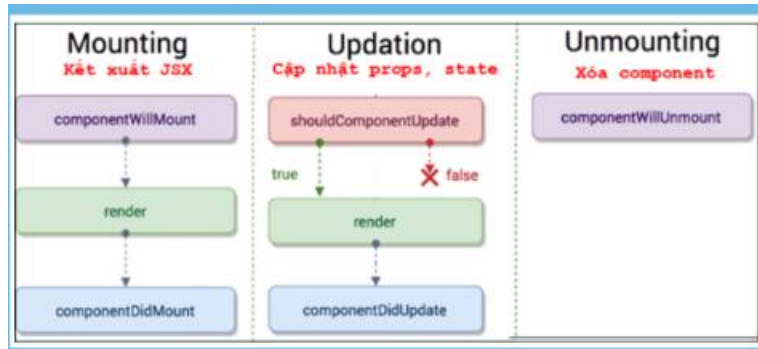 Mounting
Kết xuất JSX
componentWillMount
render
componentDidMount
Updation
Cập nhật props, state
shouldComponentUpdate
true
false
render
componentDidUpdate
Unmounting
Xóa component
componentWillUnmount